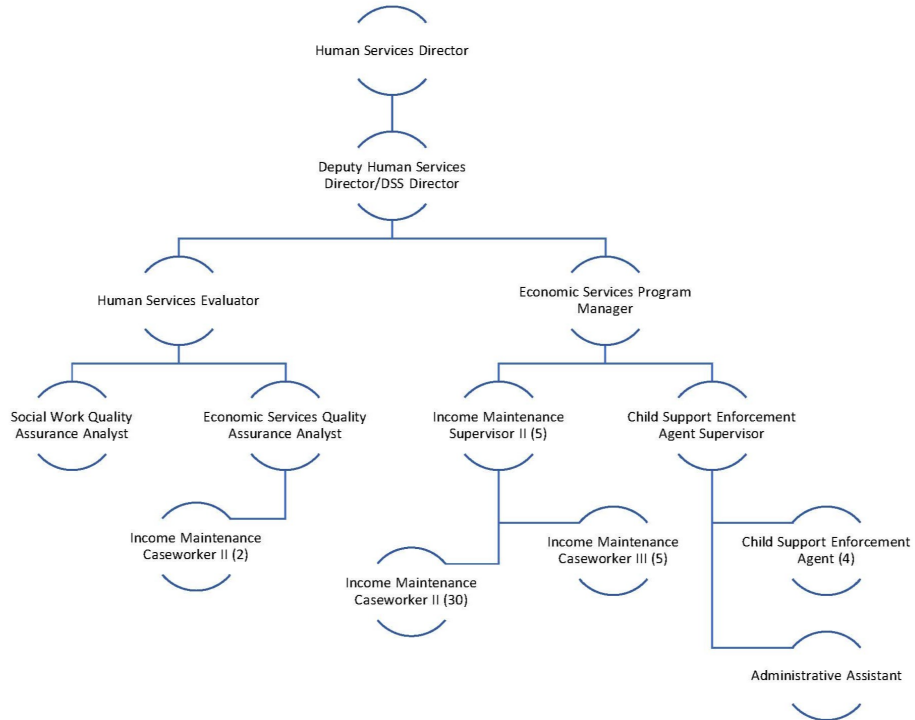 Human Services Director
Deputy Human Services
Director/DSS Director
Human Services Evaluator
Economic Services Program
Manager
Social Work Quality
Assurance Analyst
Economic Services Quality
Assurance Analyst
Income Maintenance
Supervisor II (5)
Child Support Enforcement
Agent Supervisor
Income Maintenance
Caseworker II (2)
Income Maintenance
Caseworker II (30)
Income Maintenance
Caseworker III (5)
Child Support Enforcement
Agent (4)
Administrative Assistant